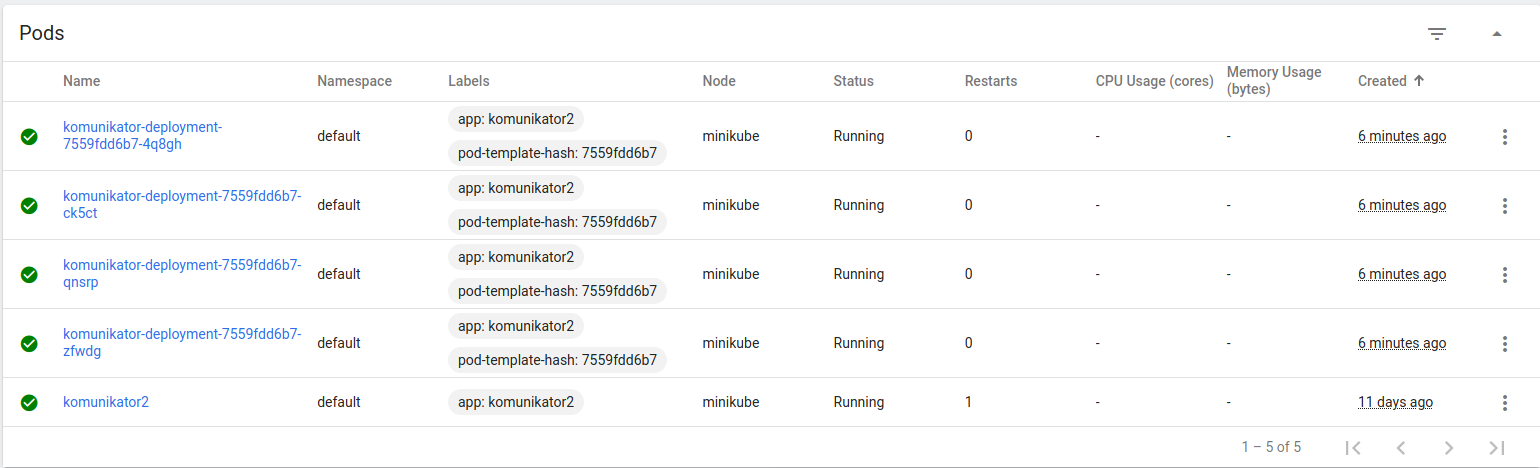 Pods
Name Namespace Labels Node Status Restarts CPU Usage (cores) Memory Usage (bytes) Created
komunikator-deployment-
7559fdd6b7-4q8gh
default
app: komunikator2
pod-template-hash: 7559fdd6b7
minikube
Running
0
-
-
6 minutes ago
komunikator-deployment-7559fdd6b7-
ck5ct
default
app: komunikator2
pod-template-hash: 7559fdd6b7
minikube
Running
0
-
-
6 minutes ago
komunikator-deployment-7559fdd6b7-
qnsrp
default
app: komunikator2
pod-template-hash: 7559fdd6b7
minikube
Running
0
-
-
6 minutes ago
komunikator-deployment-7559fdd6b7-
zfwdg
default
app: komunikator2
pod-template-hash: 7559fdd6b7
minikube
Running
0
-
-
6 minutes ago
komunikator2
default
app: komunikator2
minikube
Running
1
-
-
11 days ago
1 – 5 of 5